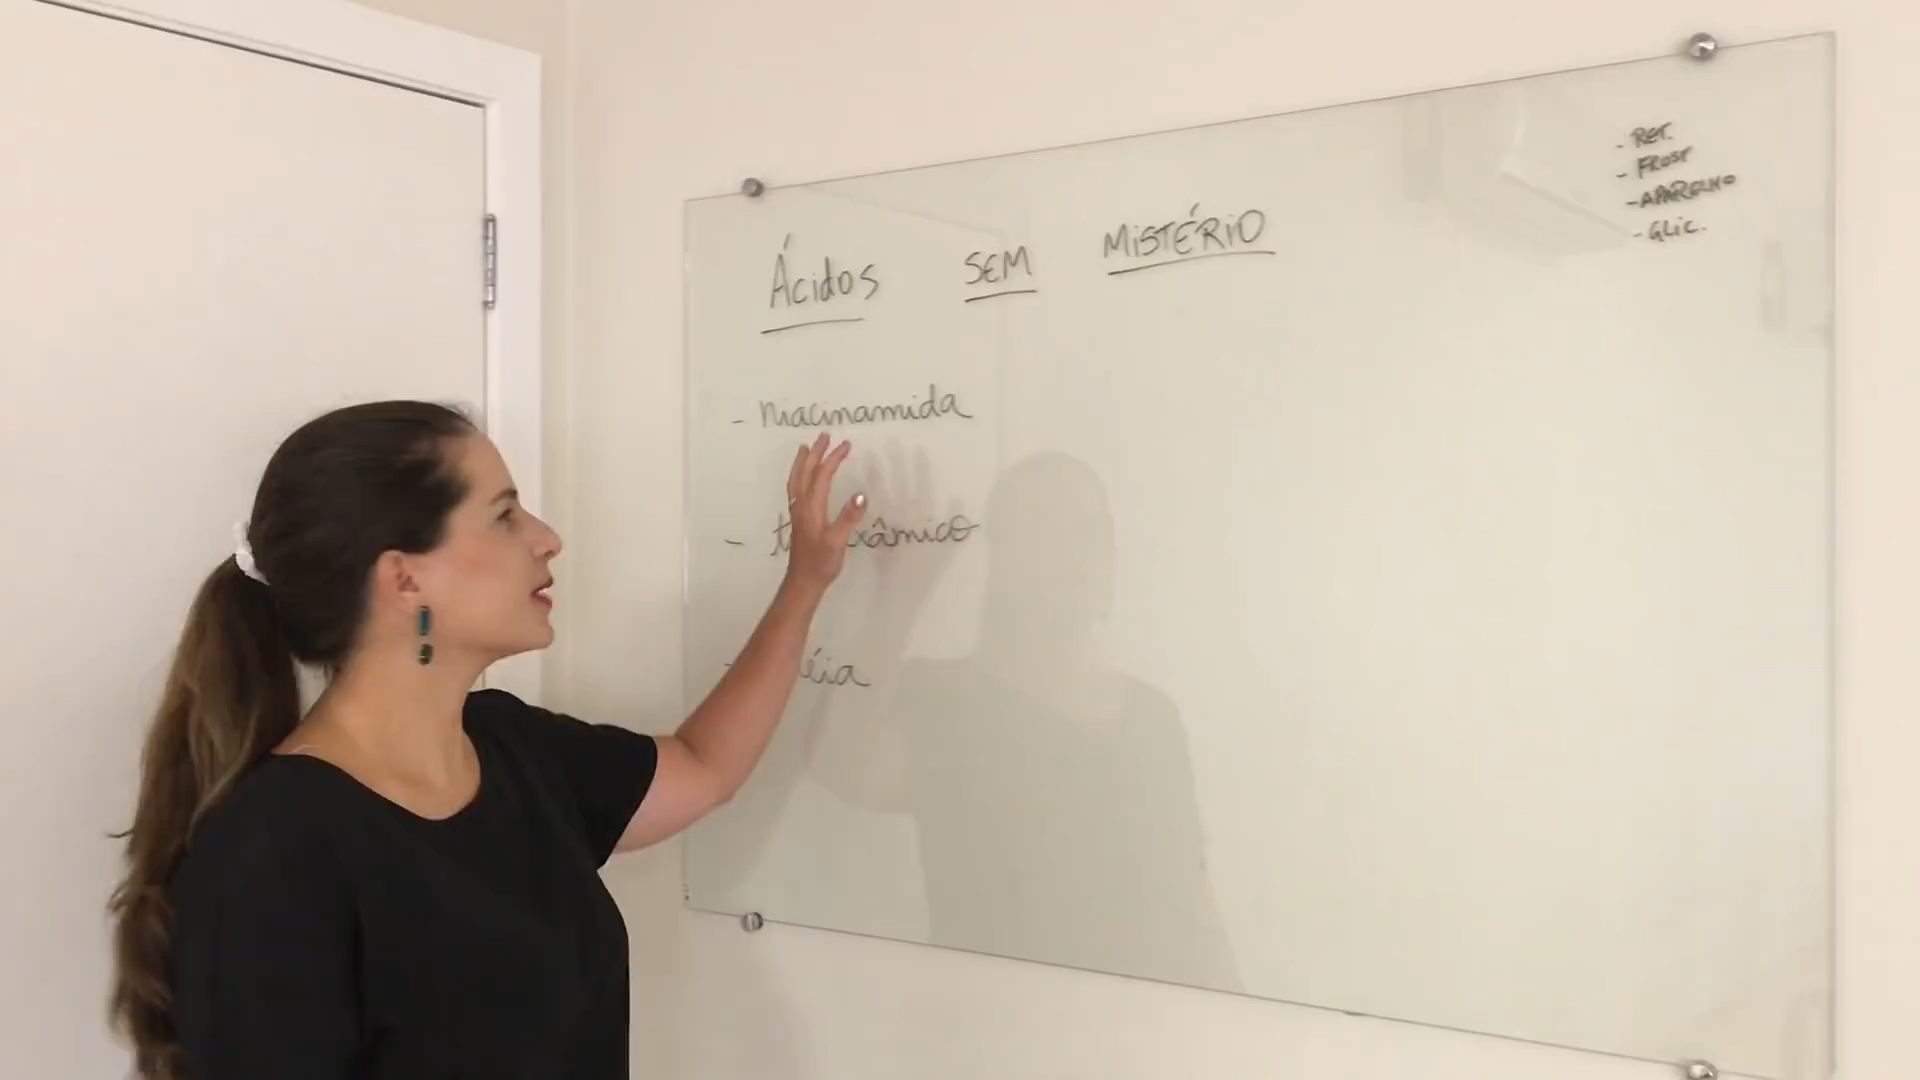 Ácidos SEM MISTÉRIO
- niacinamida
-
-
- RET.
- FROST
- APARELHO
- GLIC.